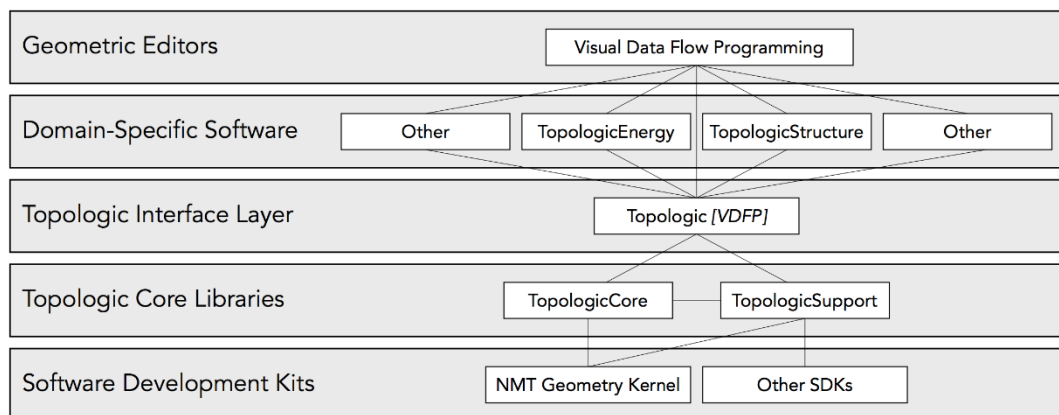 Geometric Editors
Visual Data Flow Programming
Domain-Specific Software
Other
TopologicEnergy
TopologicStructure
Other
Topologic Interface Layer
Topologic [VDFP]
Topologic Core Libraries
TopologicCore
TopologicSupport
Software Development Kits
NMT Geometry Kernel
Other SDKs